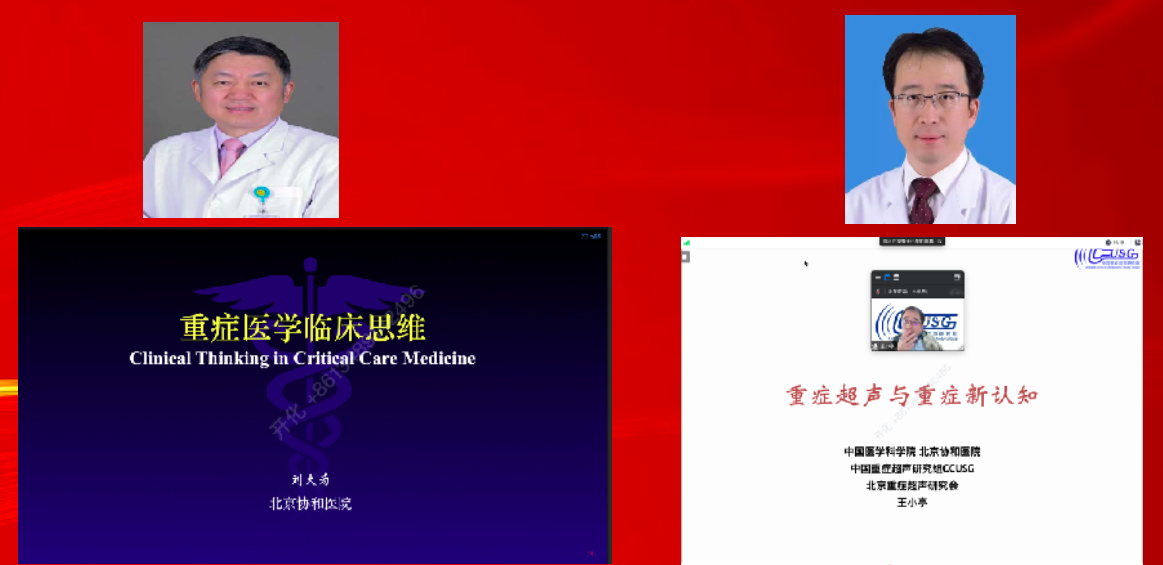 重症医学临床思维
Clinical Thinking in Critical Care Medicine
北京协和医院
CCUSG
重症超声与重症新认知
中国医学科学院 北京协和医院
中国重症超声研究组CCUSG
北京重症超声研究会
王小亭